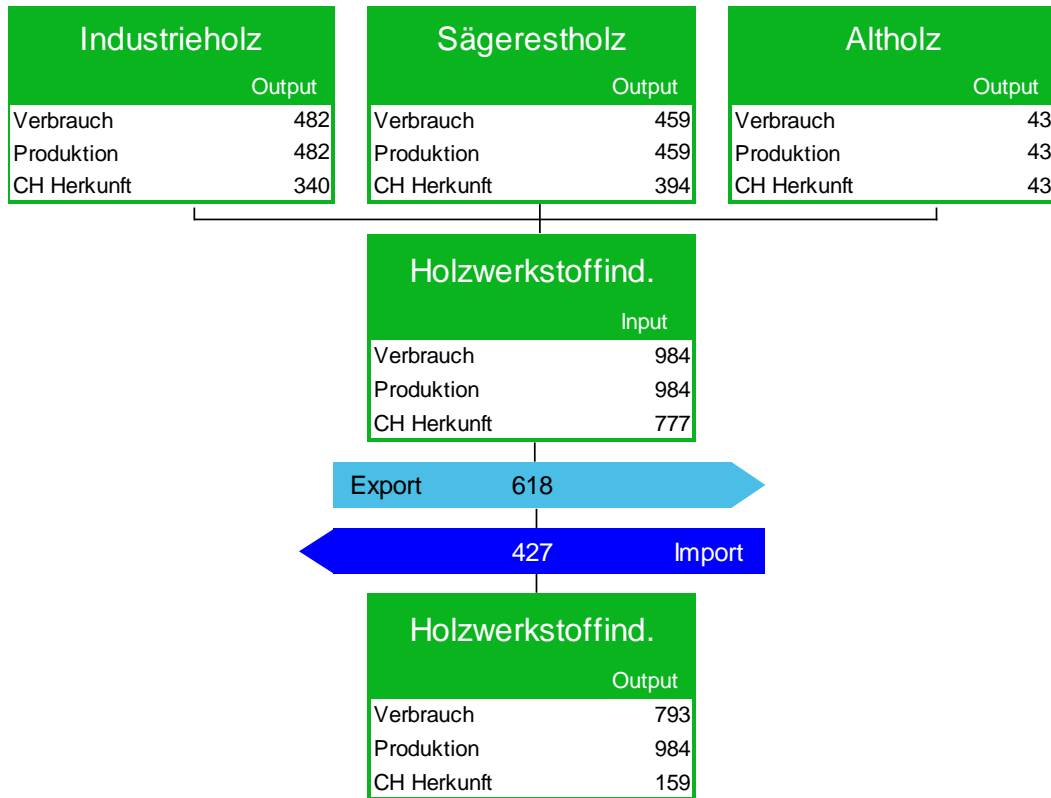 Industrieholz
Output
Verbrauch 482
Produktion 482
CH Herkunft 340
Sägerestholz
Output
Verbrauch 459
Produktion 459
CH Herkunft 394
Altholz
Output
Verbrauch 43
Produktion 43
CH Herkunft 43
Holzwerkstoffind.
Input
Verbrauch 984
Produktion 984
CH Herkunft 777
Export 618
427 Import
Holzwerkstoffind.
Output
Verbrauch 793
Produktion 984
CH Herkunft 159